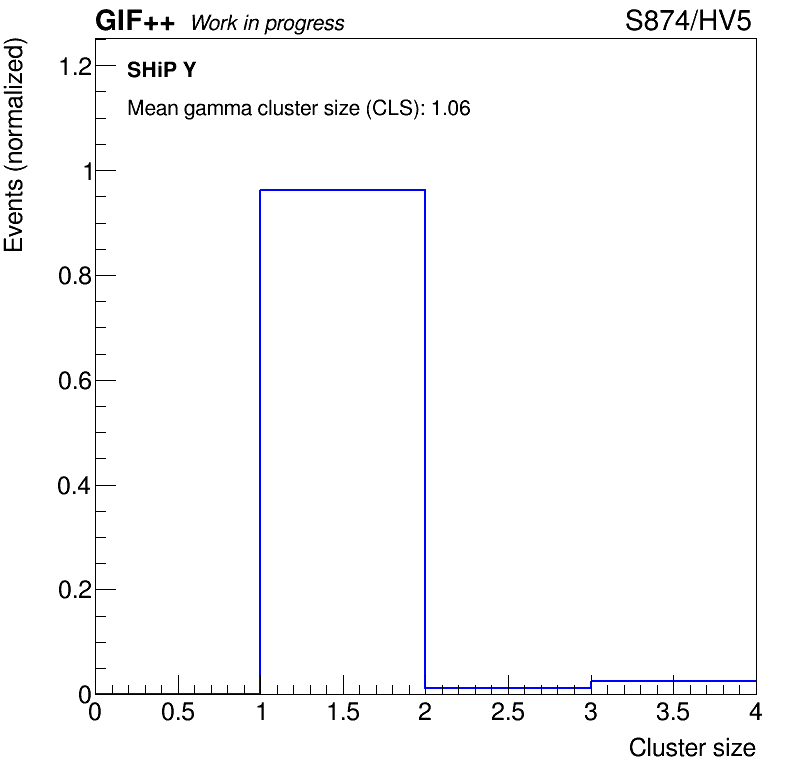 GIF++ Work in progress S874/HV5
SHiP Y
Mean gamma cluster size (CLS): 1.06
Events (normalized)
1.2
1
0.8
0.6
0.4
0.2
0
0 0.5 1 1.5 2 2.5 3 3.5 4
Cluster size